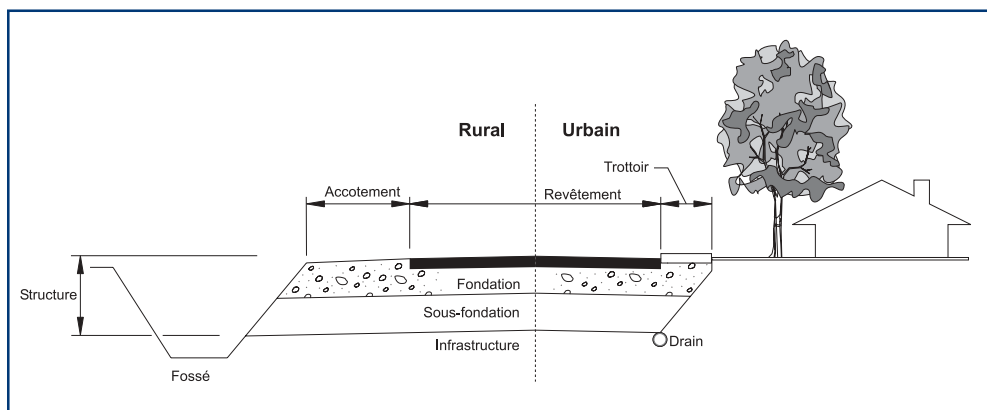 Rural
Urbain
Trottoir
Accotement
Revêtement
Structure
Fondation
Sous-fondation
Infrastructure
Drain
Fossé